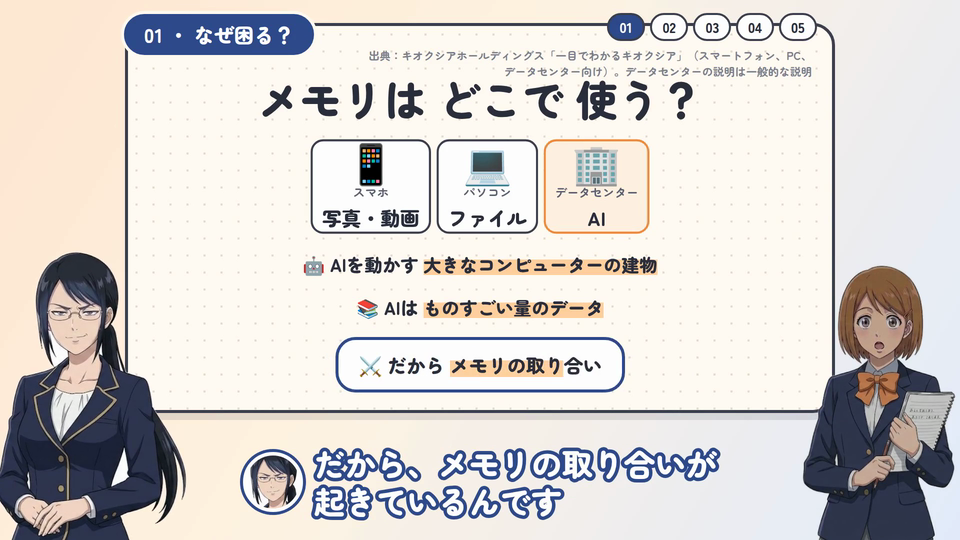 01 ・ なぜ困る？
01 02 03 04 05
出典：キオクシアホールディングス「一目でわかるキオクシア」（スマートフォン、PC、
データセンター向け）。データセンターの説明は一般的な説明
メモリは どこで 使う？
スマホ
写真・動画
パソコン
ファイル
データセンター
AI
AIを動かす 大きなコンピューターの建物
AIは ものすごい量のデータ
だから メモリの取り合い
だから、メモリの取り合いが
起きているんです